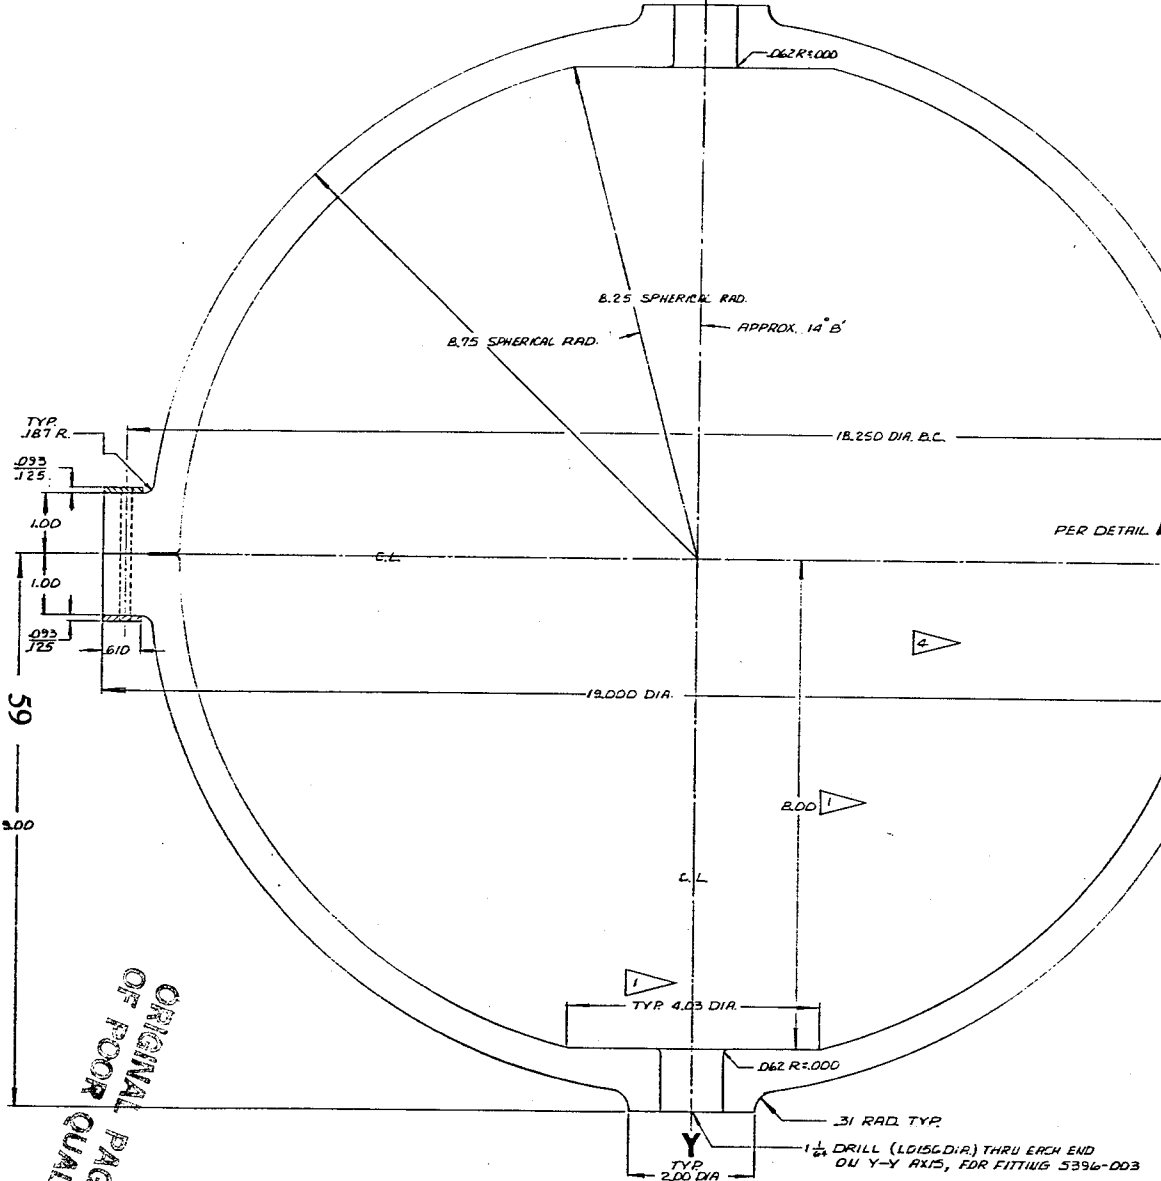 .062 R±.000
8.25 SPHERICAL RAD.
APPROX. 14° 8'
8.75 SPHERICAL RAD.
TYP.
.187 R.
18.250 DIA. B.C.
.093
.125
1.00
PER DETAIL
C.L.
1.00
.093
.125
.610
4
19.000 DIA.
59
8.00
1
9.00
C.L
1
TYP. 4.03 DIA.
.062 R±.000
ORIGINAL PAG
OF POOR QUAL
.31 RAD. TYP.
Y
1 1/64 DRILL (1.0156 DIA.) THRU EACH END
ON Y-Y AXIS, FOR FITTING 5396-003
TYP.
2.00 DIA